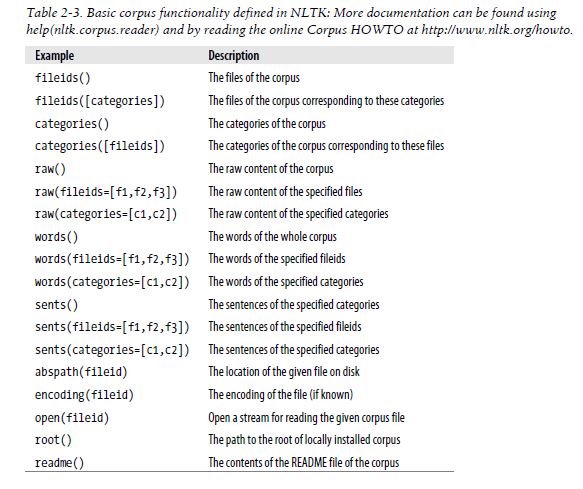 Table 2-3. Basic corpus functionality defined in NLTK: More documentation can be found using
help(nltk.corpus.reader) and by reading the online Corpus HOWTO at http://www.nltk.org/howto.
Example Description
fileids() The files of the corpus
fileids([categories]) The files of the corpus corresponding to these categories
categories() The categories of the corpus
categories([fileids]) The categories of the corpus corresponding to these files
raw() The raw content of the corpus
raw(fileids=[f1,f2,f3]) The raw content of the specified files
raw(categories=[c1,c2]) The raw content of the specified categories
words() The words of the whole corpus
words(fileids=[f1,f2,f3]) The words of the specified fileids
words(categories=[c1,c2]) The words of the specified categories
sents() The sentences of the specified categories
sents(fileids=[f1,f2,f3]) The sentences of the specified fileids
sents(categories=[c1,c2]) The sentences of the specified categories
abspath(fileid) The location of the given file on disk
encoding(fileid) The encoding of the file (if known)
open(fileid) Open a stream for reading the given corpus file
root() The path to the root of locally installed corpus
readme() The contents of the README file of the corpus